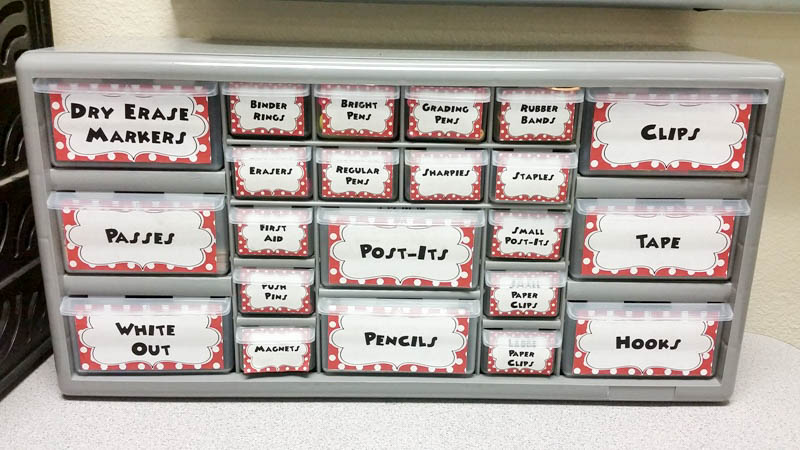 Dry Erase
Markers
Binder
Rings
Bright
Pens
Grading
Pens
Rubber
Bands
Clips
Erasers
Regular
Pens
Sharpies
Staples
Passes
First
Aid
Post-Its
Small
Post-Its
Tape
Push
Pins
Paper
Clips
White
Out
Magnets
Pencils
Paper
Clips
Hooks